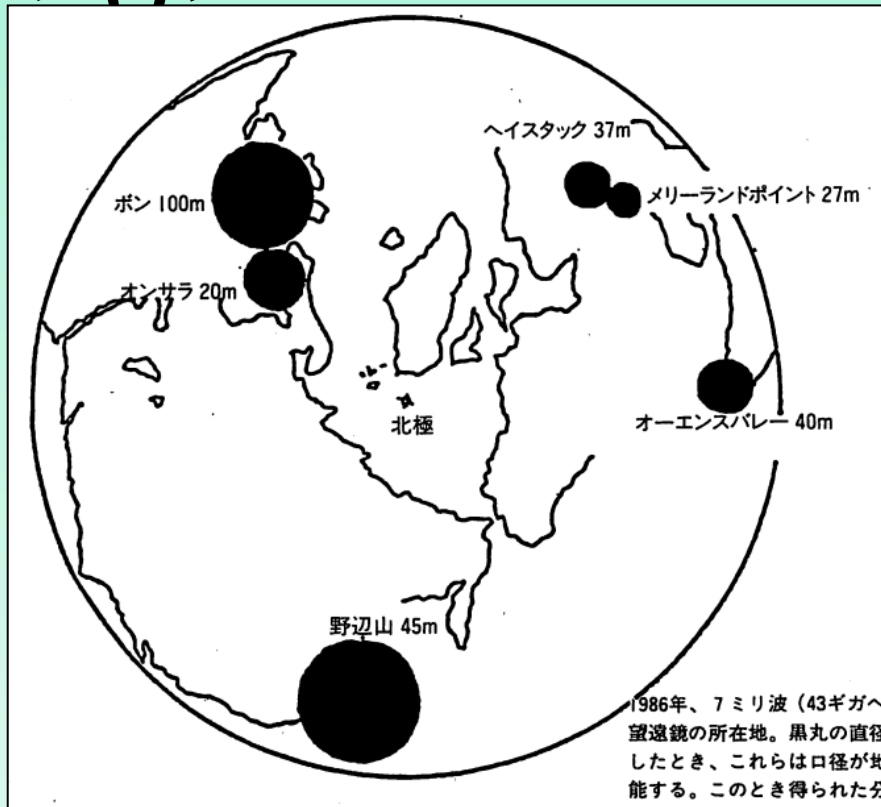 ヘイスタック 37m
メリーランドポイント 27m
ボン 100m
オンサラ 20m
北極
オーエンスバレー 40m
野辺山 45m
1986年、7ミリ波(43ギガヘ
望遠鏡の所在地。黒丸の直径
したとき、これらは口径が地
能する。このとき得られた分